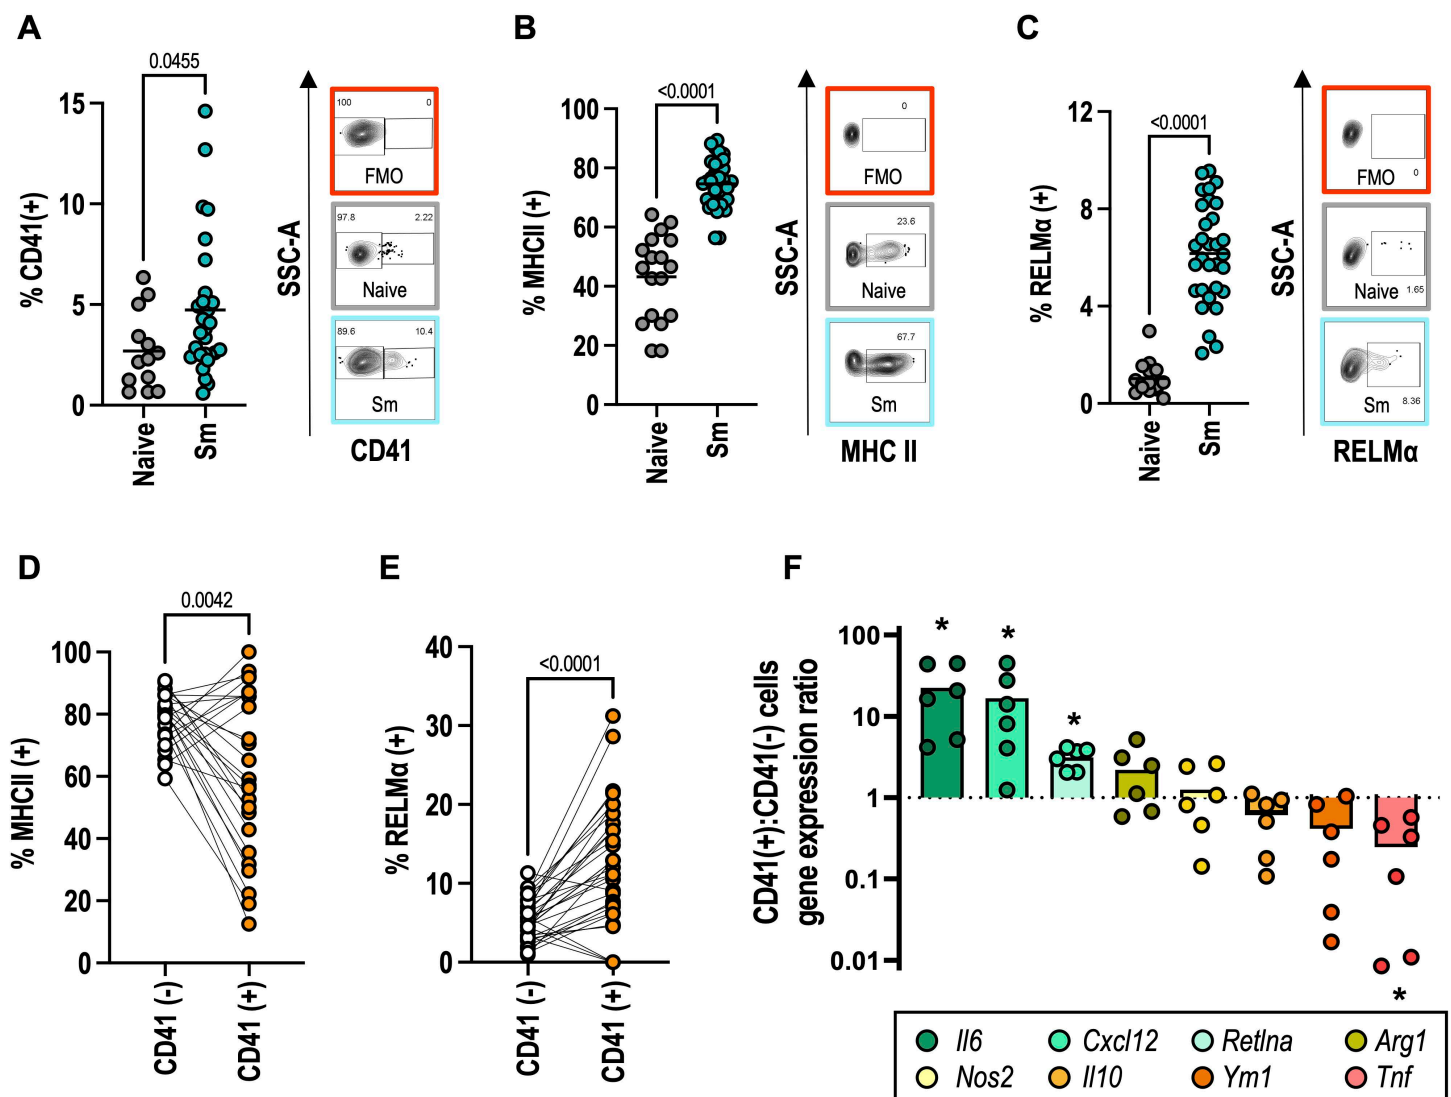 A
0.0455
% CD41(+)
15
10
5
0
Naive
Sm
SSC-A
100
0
FMO
97.8
2.22
Naive
89.6
10.4
Sm
CD41
B
<0.0001
% MHCII (+)
100
80
60
40
20
0
Naive
Sm
SSC-A
0
FMO
23.6
Naive
67.7
Sm
MHC II
C
<0.0001
% RELMα (+)
12
8
4
0
Naive
Sm
SSC-A
FMO
0
Naive
1.65
Sm
8.36
RELMα
D
0.0042
% MHCII (+)
100
80
60
40
20
0
CD41 (-)
CD41 (+)
E
<0.0001
% RELMα (+)
40
30
20
10
0
CD41 (-)
CD41 (+)
F
CD41(+):CD41(-) cells
gene expression ratio
100
10
1
0.1
0.01
*
*
*
*
Il6
Cxcl12
Retlna
Arg1
Nos2
Il10
Ym1
Tnf